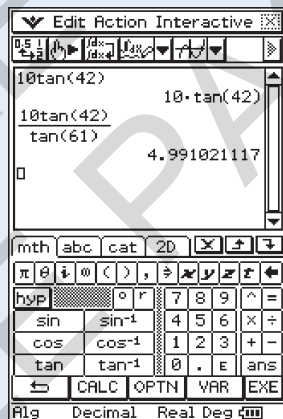 Edit Action Interactive
10tan(42)
10·tan(42)
10tan(42)
tan(61)
4.991021117
mth abc cat 2D
π θ i ∞ ( ) , ⇒ x y z t ←
hyp ° r 7 8 9 ^ =
sin sin⁻¹ 4 5 6 × ÷
cos cos⁻¹ 1 2 3 + −
tan tan⁻¹ 0 . E ans
CALC OPTN VAR EXE
Alg Decimal Real Deg